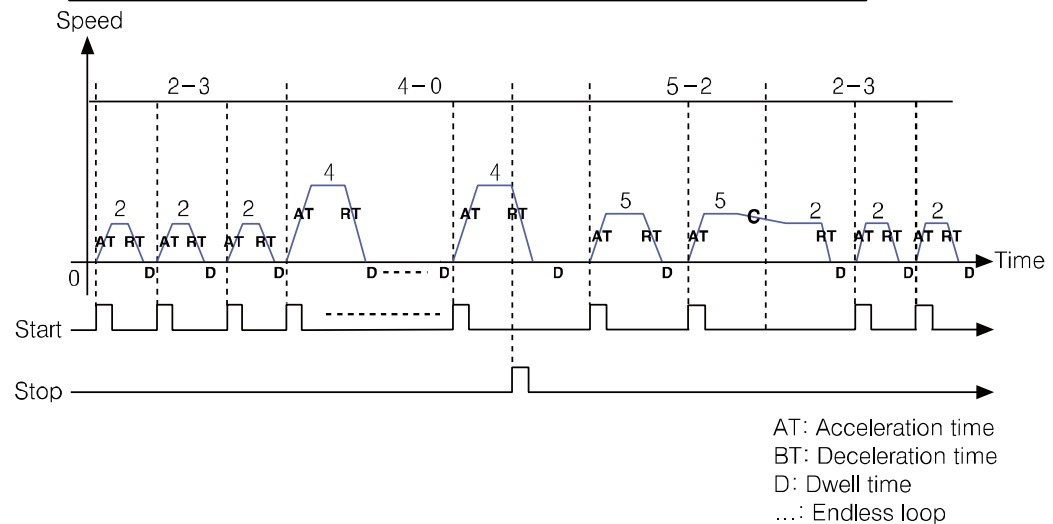 Speed
2-3 4-0 5-2 2-3
4 4
2 2 2 5 5 C 2 2 2
AT RT AT RT AT RT AT RT AT RT AT RT AT RT AT RT AT RT
0 D D D D D D D D D D Time
Start
Stop
AT: Acceleration time
BT: Deceleration time
D: Dwell time
...: Endless loop